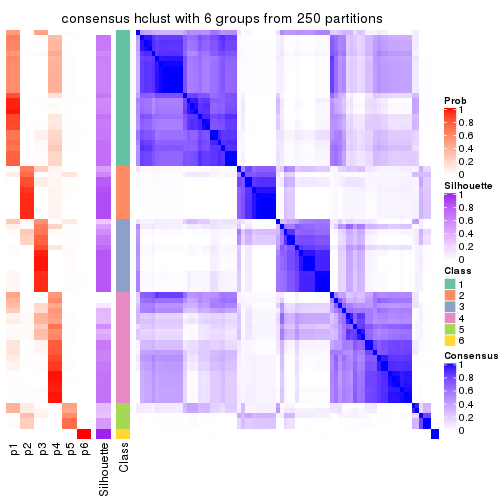 consensus hclust with 6 groups from 250 partitions
Prob
1
0.8
0.6
0.4
0.2
0
Silhouette
1
0.8
0.6
0.4
0.2
0
Class
1
2
3
4
5
6
Consensus
1
0.8
0.6
0.4
0.2
0
p1
p2
p3
p4
p5
p6
Silhouette
Class